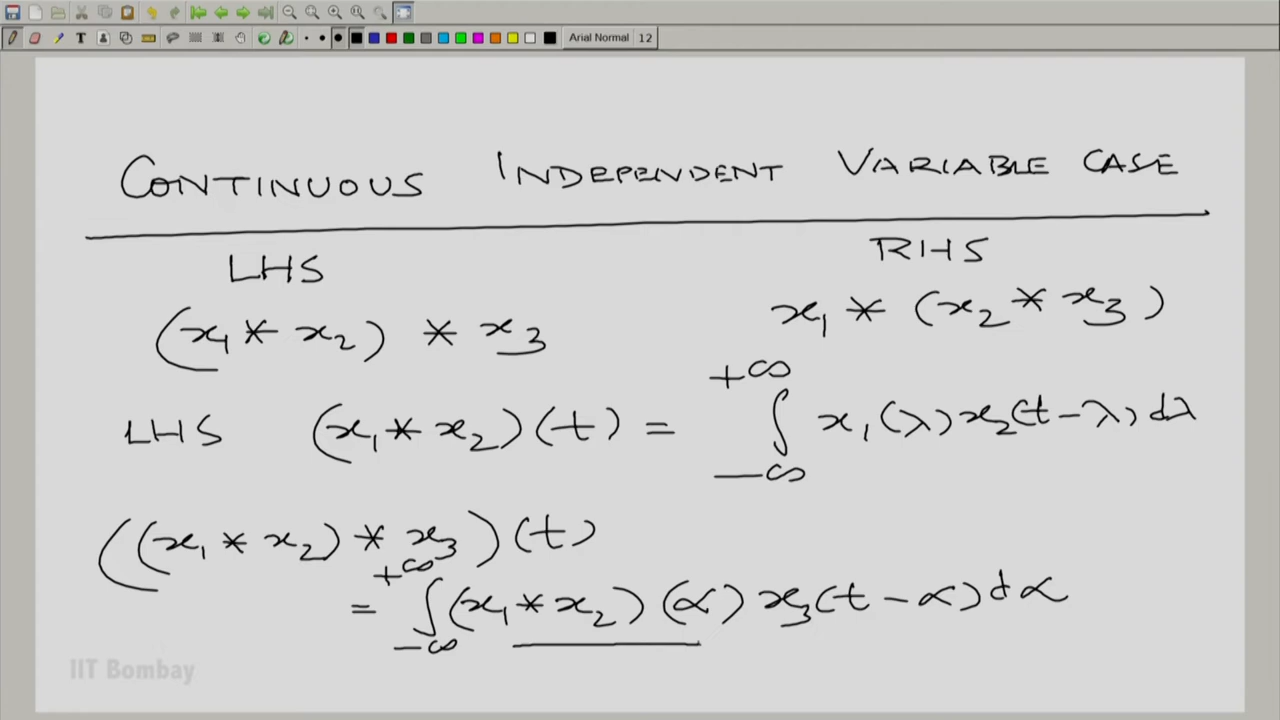 Arial Normal 12
CONTINUOUS INDEPENDENT VARIABLE CASE
LHS RHS
(x₁ * x₂) * x₃ x₁ * (x₂ * x₃)
LHS (x₁ * x₂)(t) = ∫_{-∞}^{+∞} x₁(λ) x₂(t - λ) dλ
((x₁ * x₂) * x₃)(t)
= ∫_{-∞}^{+∞} (x₁ * x₂)(α) x₃(t - α) dα
IIT Bombay